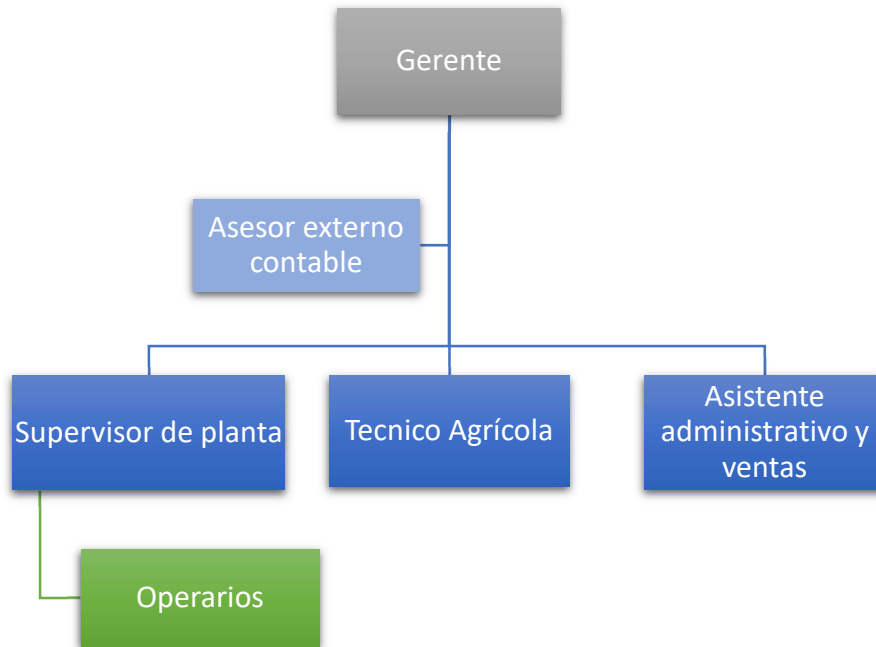 Gerente
Asesor externo
contable
Supervisor de planta
Tecnico Agrícola
Asistente
administrativo y
ventas
Operarios